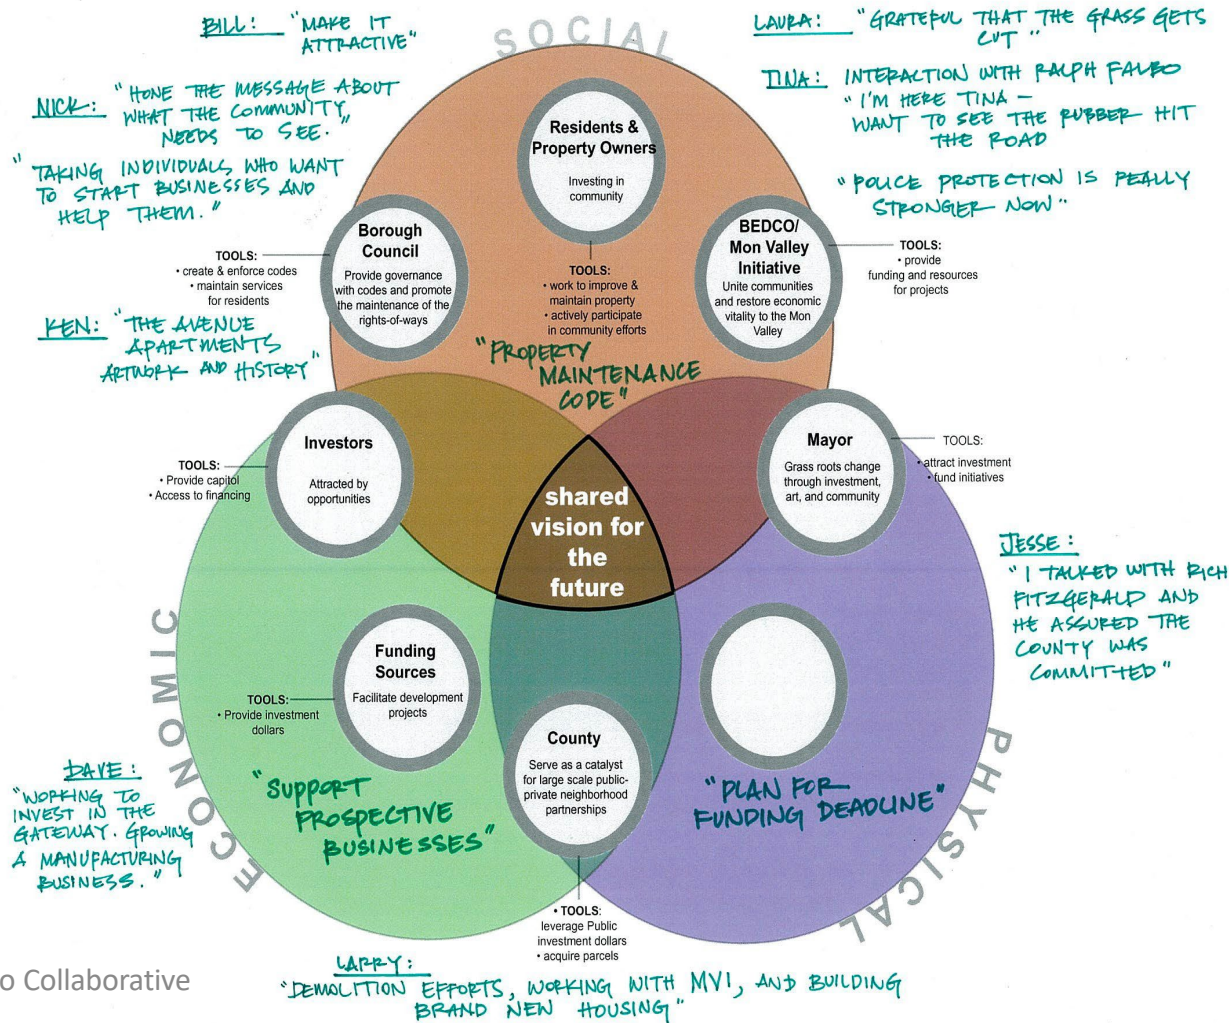 BILL: "MAKE IT
ATTRACTIVE"
NICK: "HONE THE MESSAGE ABOUT
WHAT THE COMMUNITY
NEEDS TO SEE."
"TAKING INDIVIDUALS WHO WANT
TO START BUSINESSES AND
HELP THEM."
KEN: "THE AVENUE
APARTMENTS
ARTWORK AND HISTORY"
LAURA: "GRATEFUL THAT THE GRASS GETS
CUT"
TINA: INTERACTION WITH RALPH FALBO
"I'M HERE TINA –
WANT TO SEE THE RUBBER HIT
THE ROAD
"POLICE PROTECTION IS REALLY
STRONGER NOW"
SOCIAL
Residents &
Property Owners
Investing in
community
TOOLS:
• work to improve &
maintain property
• actively participate
in community efforts
Borough
Council
Provide governance
with codes and promote
the maintenance of the
rights-of-ways
TOOLS:
• create & enforce codes
• maintain services
for residents
BEDCO/
Mon Valley
Initiative
Unite communities
and restore economic
vitality to the Mon
Valley
TOOLS:
• provide
funding and resources
for projects
"PROPERTY
MAINTENANCE
CODE"
Investors
Attracted by
opportunities
TOOLS:
• Provide capitol
• Access to financing
Mayor
Grass roots change
through investment,
art, and community
TOOLS:
• attract investment
• fund initiatives
shared
vision for
the
future
JESSE:
"I TALKED WITH RICH
FITZGERALD AND
HE ASSURED THE
COUNTY WAS
COMMITTED"
ECONOMIC
Funding
Sources
Facilitate development
projects
TOOLS:
• Provide investment
dollars
County
Serve as a catalyst
for large scale public-
private neighborhood
partnerships
• TOOLS:
leverage Public
investment dollars
• acquire parcels
PHYSICAL
"SUPPORT
PROSPECTIVE
BUSINESSES"
"PLAN FOR
FUNDING DEADLINE"
DAVE:
"WORKING TO
INVEST IN THE
GATEWAY. GROWING
A MANUFACTURING
BUSINESS."
LARRY:
"DEMOLITION EFFORTS, WORKING WITH MVI, AND BUILDING
BRAND NEW HOUSING"
o Collaborative